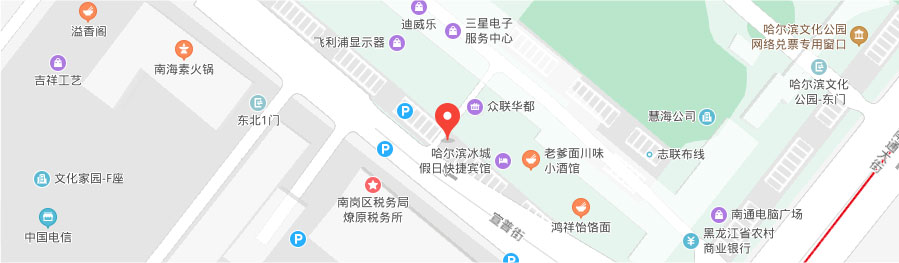 溢香阁
吉祥工艺
南海素火锅
东北1门
迪威乐
飞利浦显示器
三星电子
服务中心
众联华都
P
P
P
P
哈尔滨冰城
假日快捷宾馆
老爹面川味
小酒馆
鸿祥饸饹面
南岗区税务局
燎原税务所
宣普街
文化家园-F座
中国电信
哈尔滨文化公园
网络兑票专用窗口
哈尔滨文化
公园-东门
慧海公司
志联布线
南通电脑广场
黑龙江省农村
商业银行
南通大街